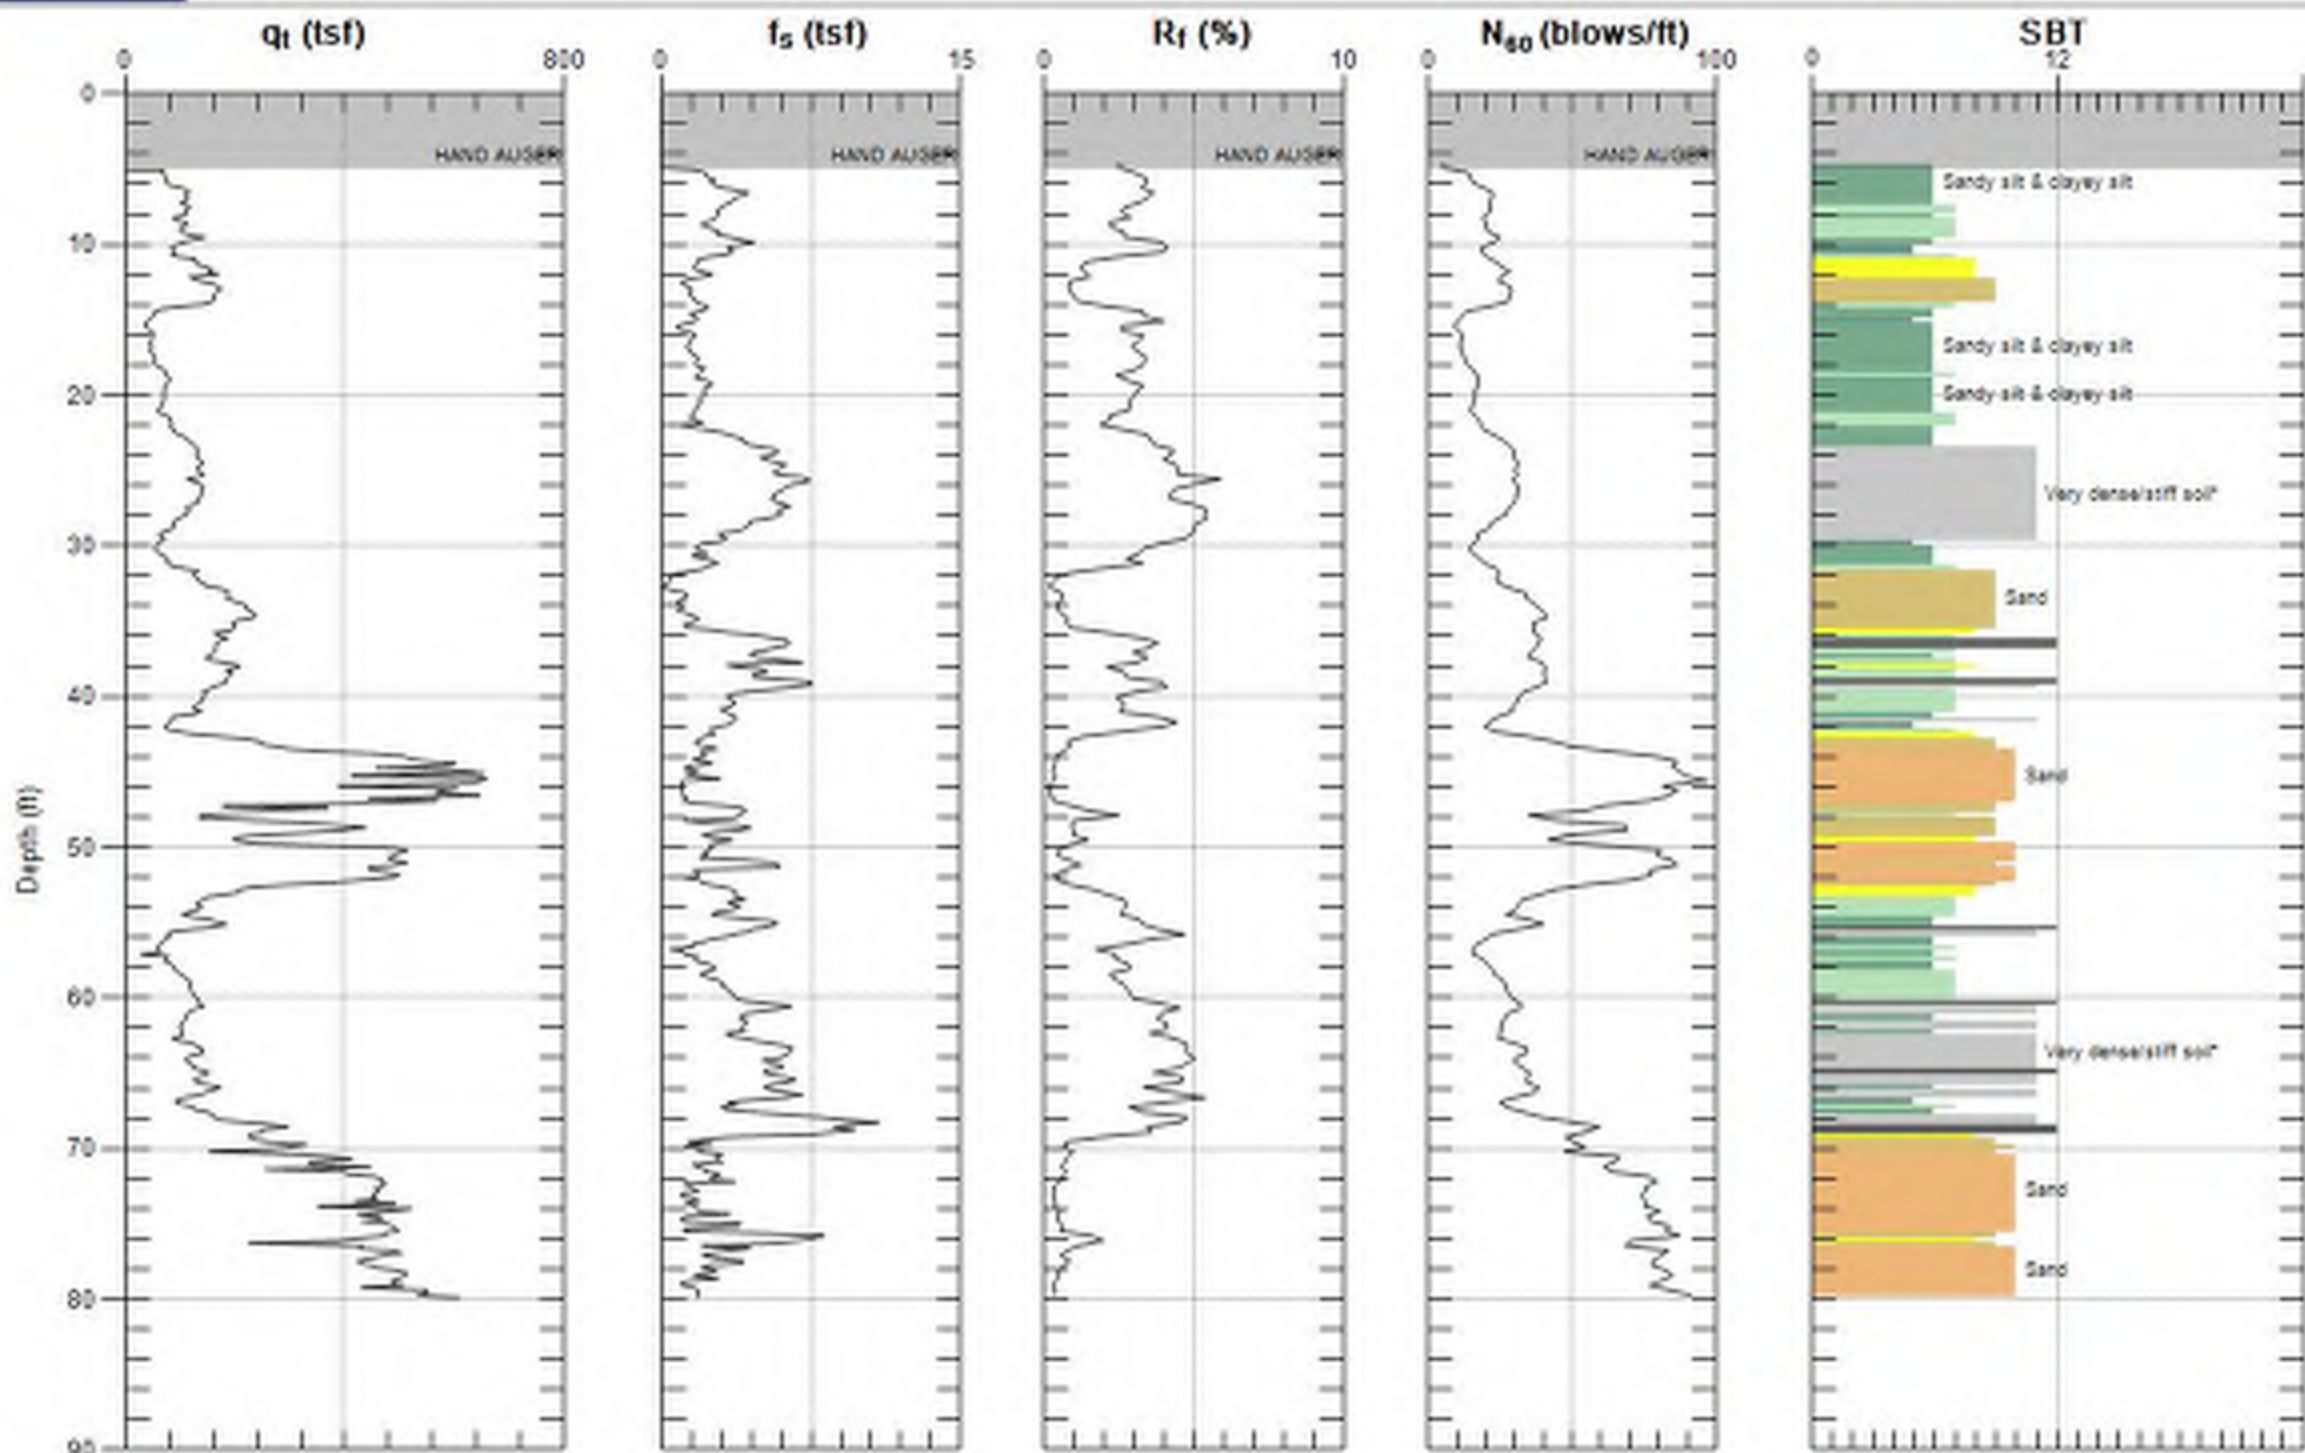 qt (tsf) fs (tsf) Rf (%) N60 (blows/ft) SBT
0 800 0 15 0 10 0 100 0 12
0
HAND AUGER HAND AUGER HAND AUGER HAND AUGER
Sandy silt & clayey silt
10
Sandy silt & clayey silt
20 Sandy silt & clayey silt
Very dense/stiff soil*
30
Sand
40
Sand
Depth (ft)
50
60
Very dense/stiff soil*
70
Sand
Sand
80
90